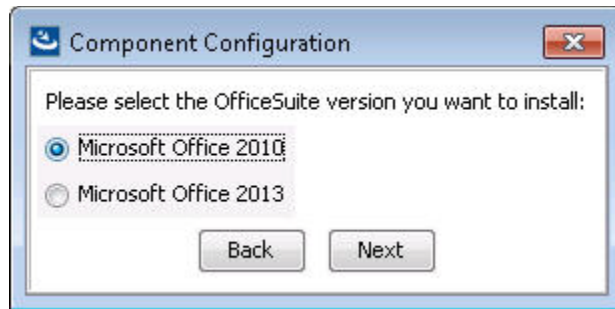 Component Configuration
Please select the OfficeSuite version you want to install:
Microsoft Office 2010
Microsoft Office 2013
Back Next